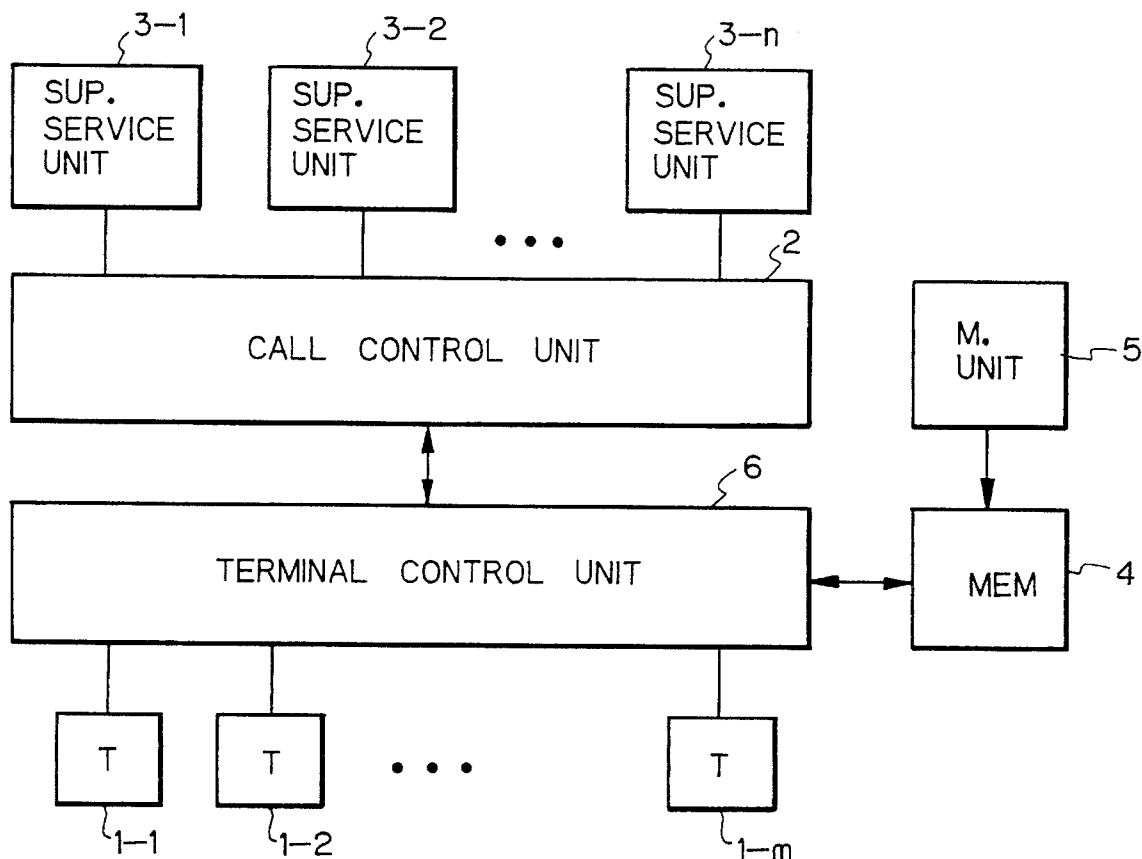 3-1
3-2
3-n
SUP.
SERVICE
UNIT
SUP.
SERVICE
UNIT
SUP.
SERVICE
UNIT
2
CALL CONTROL UNIT
M.
UNIT
5
6
TERMINAL CONTROL UNIT
MEM
4
T
T
T
1-1
1-2
1-m